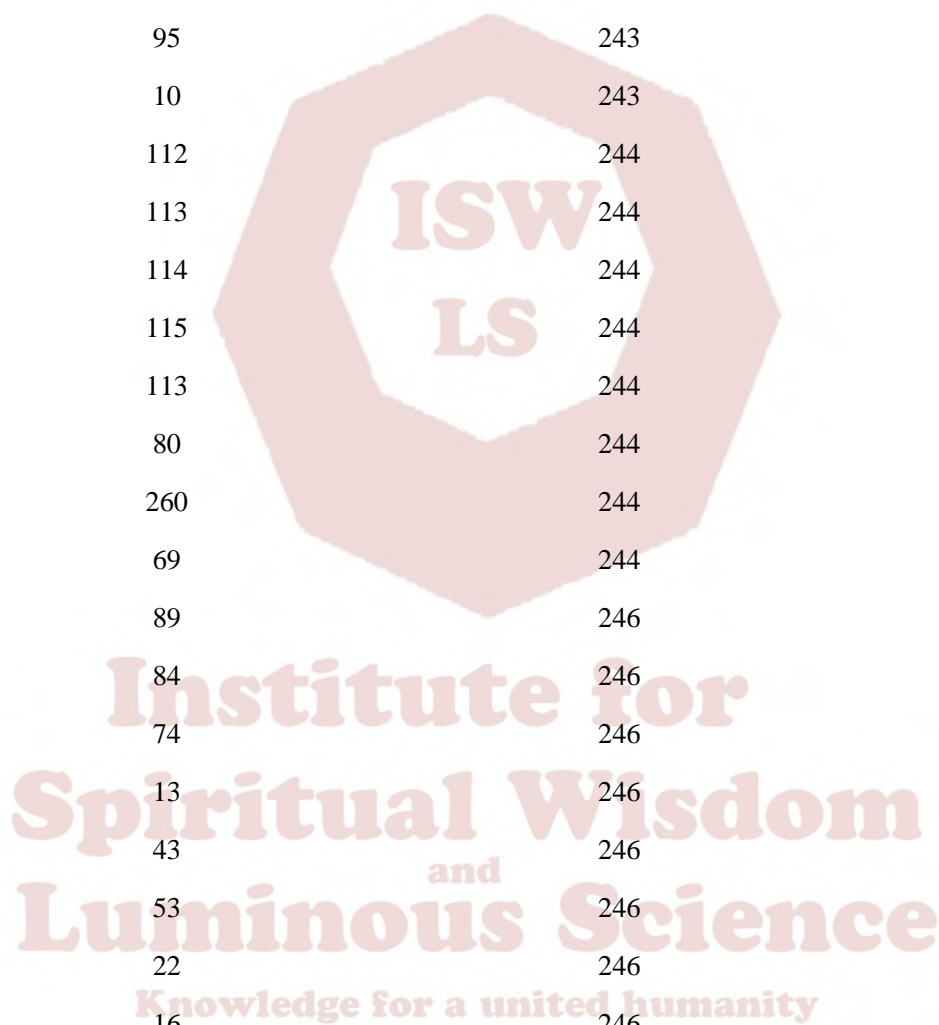 95 243
10 243
112 244
113 244
ISW
114 244
LS
115 244
113 244
80 244
260 244
69 244
89 246
84 246
Institute for
74 246
13 246
Spiritual Wisdom
43 246
and
53 246
Luminous Science
22 246
Knowledge for a united humanity
16 246